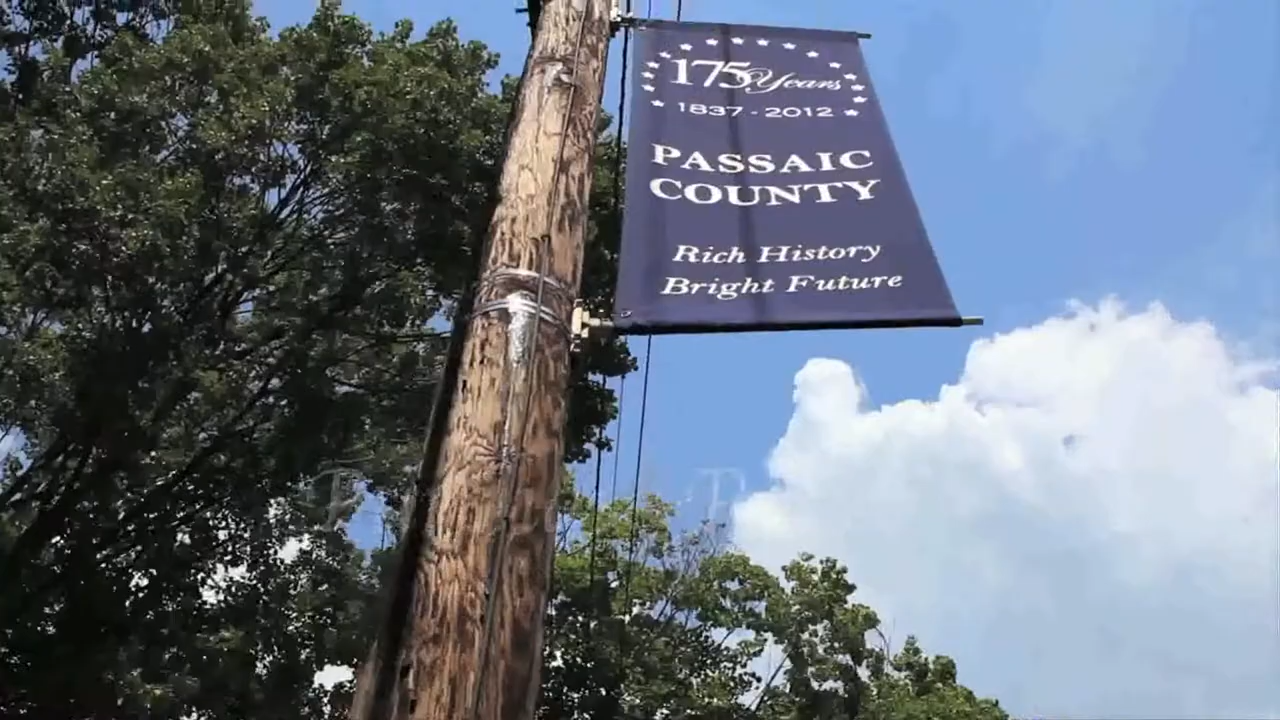 175 Years
1837 - 2012
PASSAIC
COUNTY
Rich History
Bright Future